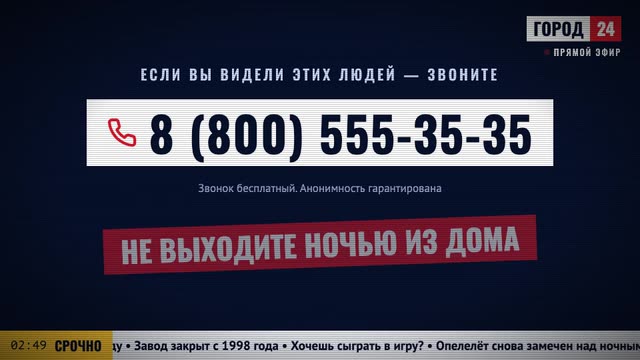 ГОРОД 24
ПРЯМОЙ ЭФИР
ЕСЛИ ВЫ ВИДЕЛИ ЭТИХ ЛЮДЕЙ — ЗВОНИТЕ
8 (800) 555-35-35
Звонок бесплатный. Анонимность гарантирована
НЕ ВЫХОДИТЕ НОЧЬЮ ИЗ ДОМА
02:49 СРОЧНО ду • Завод закрыт с 1998 года • Хочешь сыграть в игру? • Опелелёт снова замечен над ночным